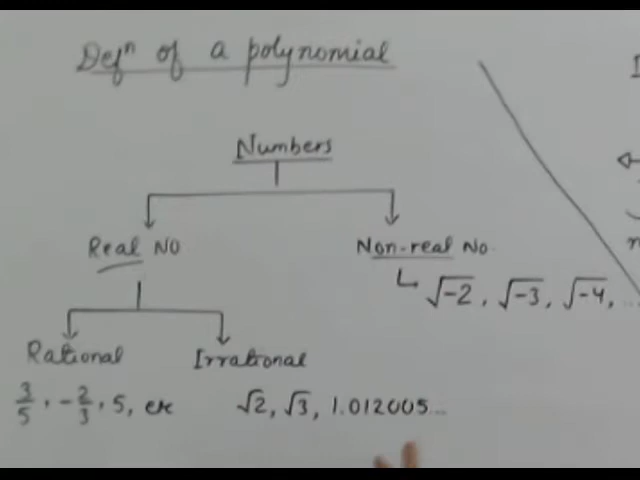 Defⁿ of a polynomial
Numbers
Real NO
Non-real No.
√-2, √-3, √-4, ...
Rational
Irrational
3/5, -2/3, 5, etc
√2, √3, 1.012005...